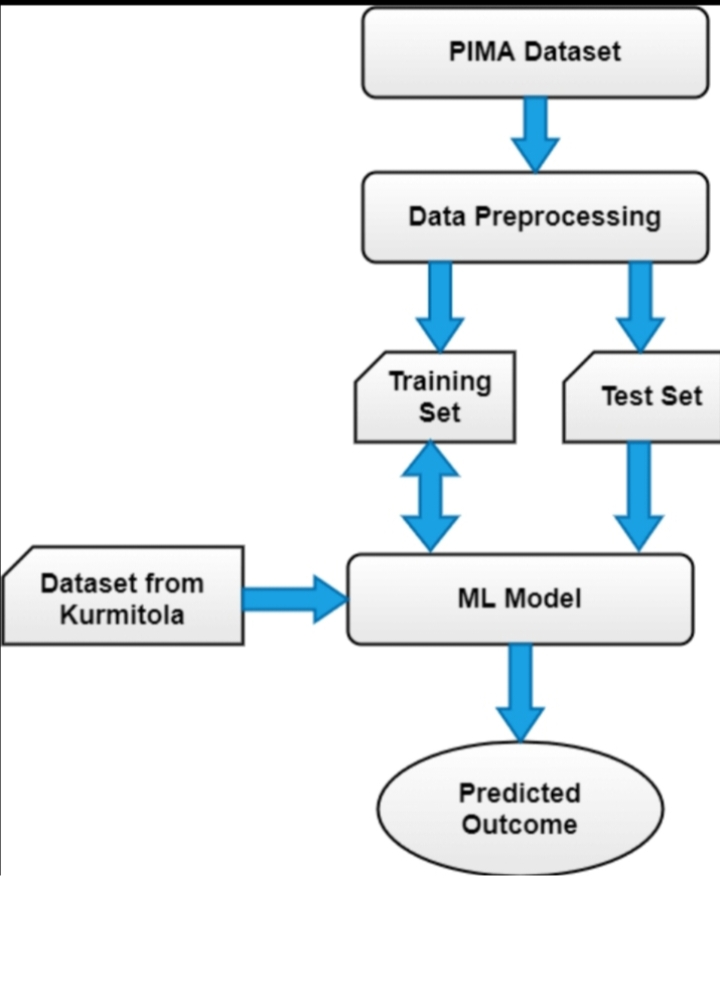 PIMA Dataset
Data Preprocessing
Training
Set
Test Set
Dataset from
Kurmitola
ML Model
Predicted
Outcome